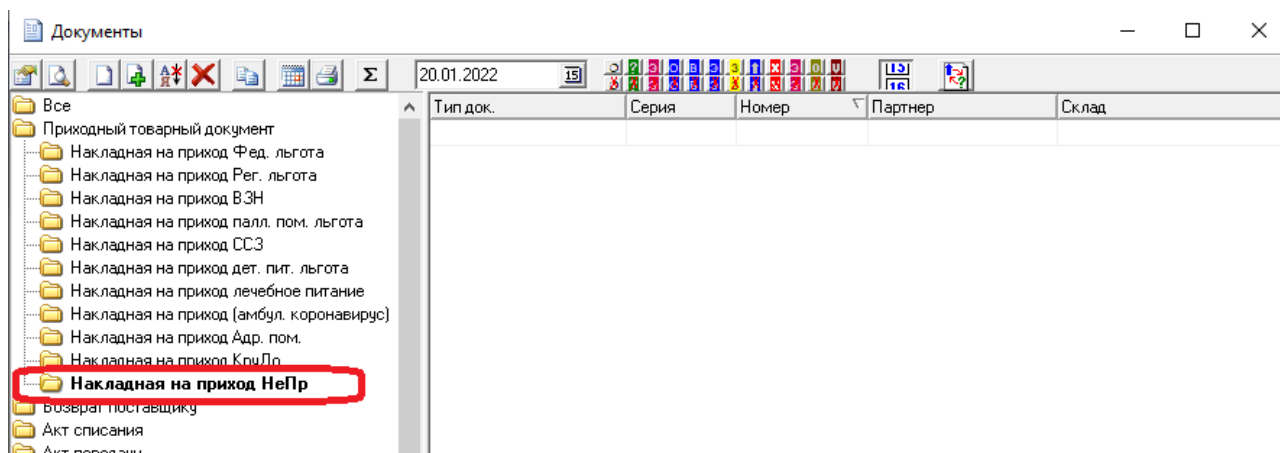 Документы
Σ 20.01.2022 15
Тип док. Серия Номер Партнер Склад
Все
Приходный товарный документ
Накладная на приход Фед. льгота
Накладная на приход Рег. льгота
Накладная на приход ВЗН
Накладная на приход палл. пом. льгота
Накладная на приход ССЗ
Накладная на приход дет. пит. льгота
Накладная на приход лечебное питание
Накладная на приход (амбул. коронавирус)
Накладная на приход Адр. пом.
Накладная на приход КруДо
Накладная на приход НеПр
Возврат поставщику
Акт списания
Акт передачи